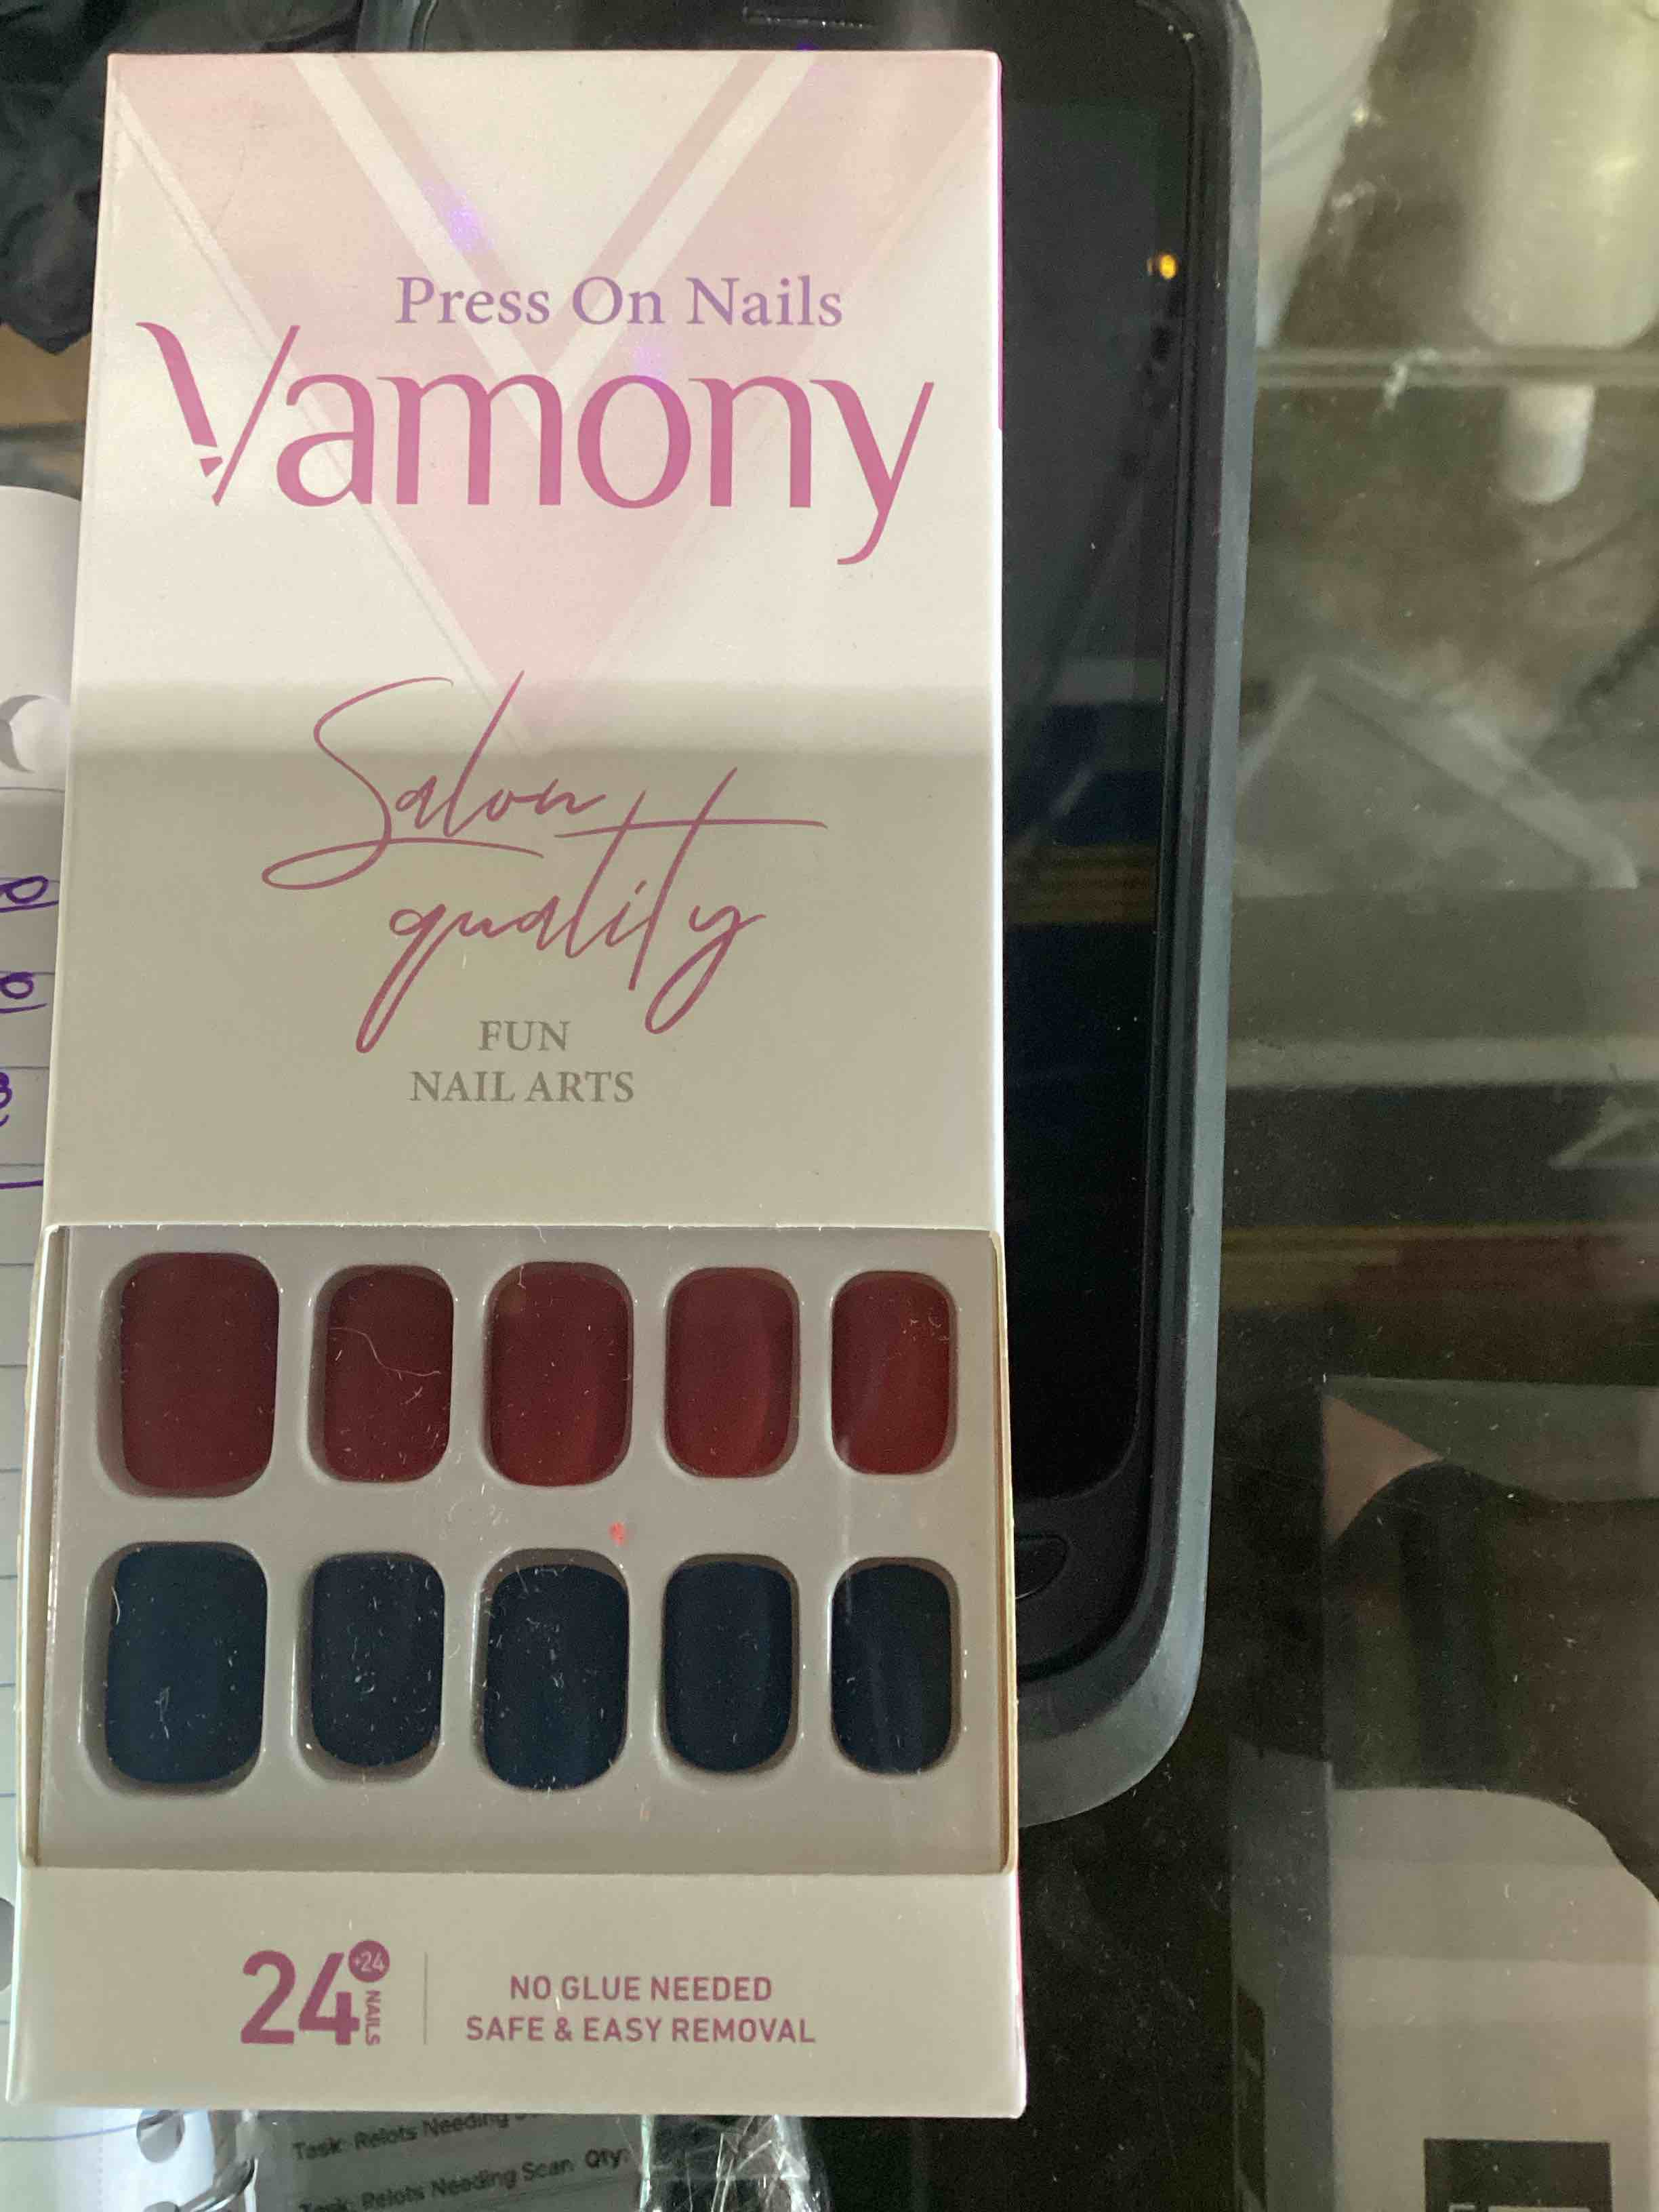 Press On Nails
Vamony
Salon
quality
FUN
NAIL ARTS
24 +24 NAILS
NO GLUE NEEDED
SAFE & EASY REMOVAL
Task: Relots Needing
Task: Relots Needing Scan Qty: